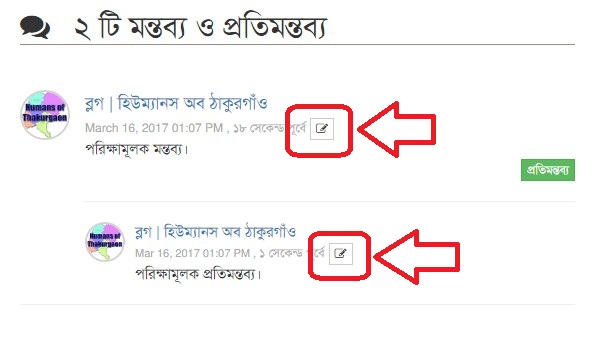 ২ টি মন্তব্য ও প্রতিমন্তব্য
Humans of
Thakurgaon
ব্লগ | হিউম্যানস অব ঠাকুরগাঁও
March 16, 2017 01:07 PM , ১৮ সেকেন্ড পূর্বে
পরিক্ষামূলক মন্তব্য।
প্রতিমন্তব্য
Humans of
Thakurgaon
ব্লগ | হিউম্যানস অব ঠাকুরগাঁও
Mar 16, 2017 01:07 PM , ১ সেকেন্ড পূর্বে
পরিক্ষামূলক প্রতিমন্তব্য।